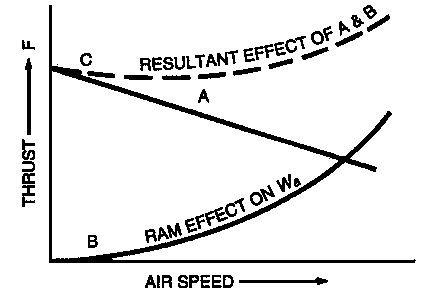 F
C
RESULTANT EFFECT OF A & B
A
THRUST
B
RAM EFFECT ON Wa
AIR SPEED